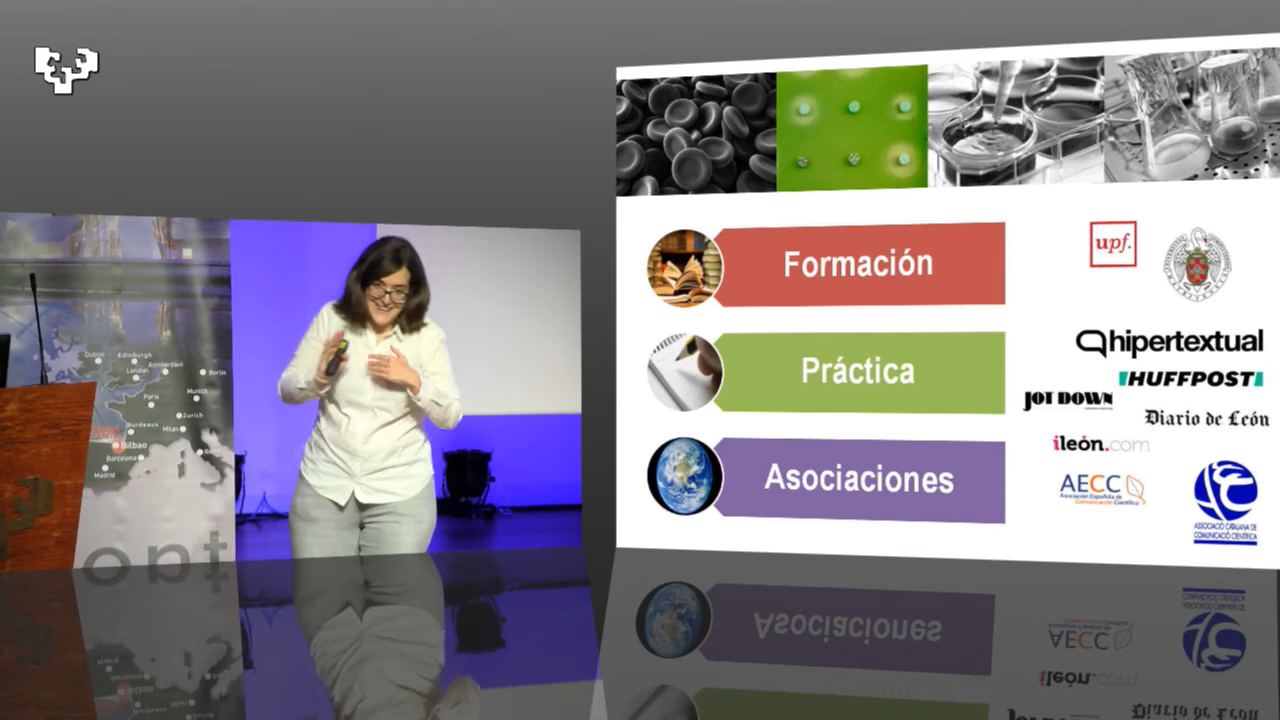 Dublin
Edinburgh
London
Amsterdam
Berlin
Paris
Munich
Zurich
Bordeaux
Milan
Bilbao
Barcelona
Madrid
Formación
Práctica
Asociaciones
upf.
hipertextual
HUFFPOST
JOT DOWN
Diario de León
ileón.com
AECC
Asociación Española de
Comunicación Científica
ASSOCIACIÓ CATALANA DE
COMUNICACIÓ CIENTÍFICA